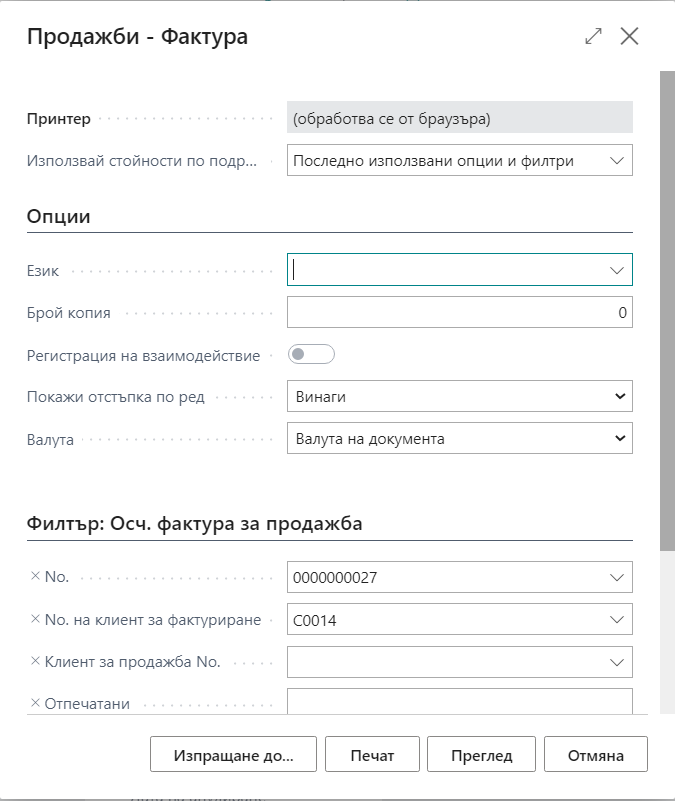 Продажби - Фактура
Принтер (обработва се от браузъра)
Използвай стойности по подр... Последно използвани опции и филтри
Опции
Език
Брой копия 0
Регистрация на взаимодействие
Покажи отстъпка по ред Винаги
Валута Валута на документа
Филтър: Осч. фактура за продажба
No. 0000000027
No. на клиент за фактуриране C0014
Клиент за продажба No.
Отпечатани
Изпращане до... Печат Преглед Отмяна